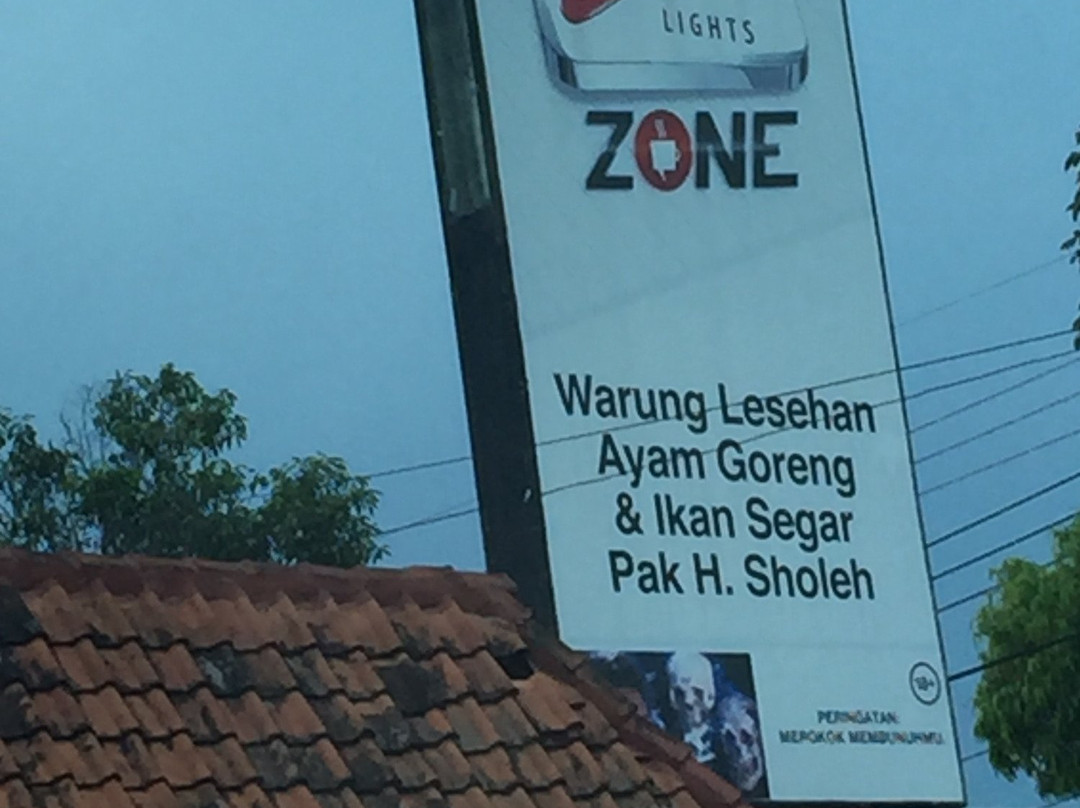 LIGHTS
ZONE
Warung Lesehan
Ayam Goreng
& Ikan Segar
Pak H. Sholeh
18+
PERINGATAN:
MEROKOK MEMBUNUHMU.